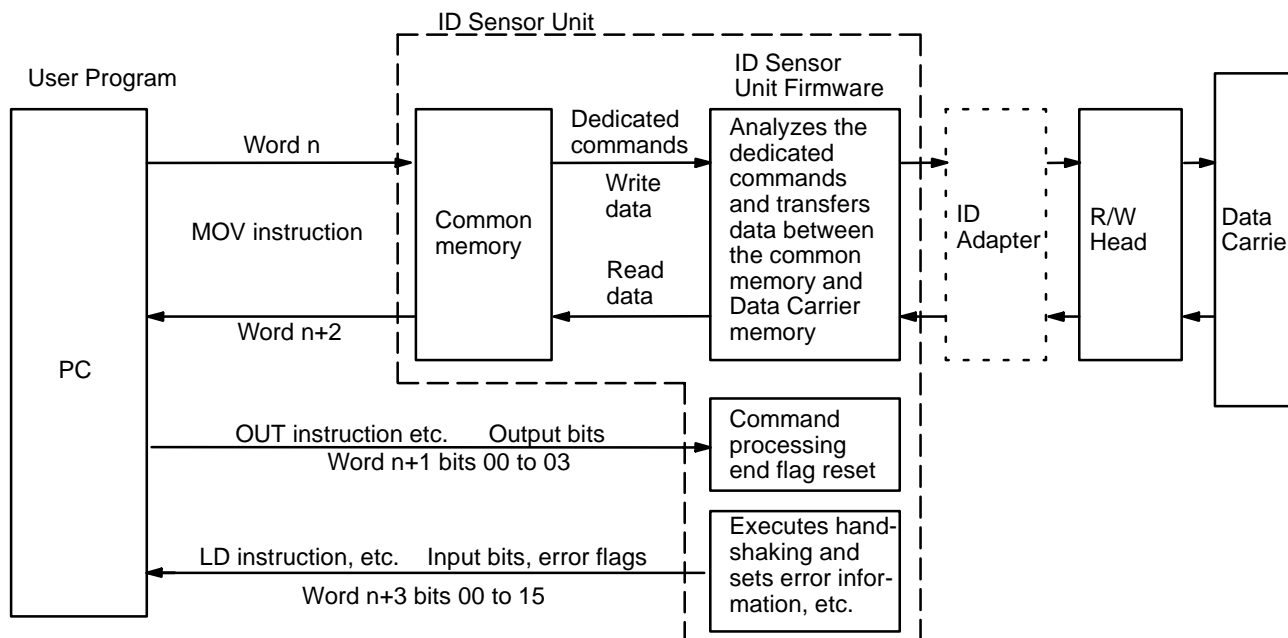 ID Sensor Unit
User Program
ID Sensor
Unit Firmware
PC
Word n
MOV instruction
Word n+2
Common
memory
Dedicated
commands
Write
data
Read
data
Analyzes the
dedicated
commands
and transfers
data between
the common
memory and
Data Carrier
memory
ID
Adapter
R/W
Head
Data
Carrie
OUT instruction etc. Output bits
Word n+1 bits 00 to 03
Command
processing
end flag reset
LD instruction, etc. Input bits, error flags
Word n+3 bits 00 to 15
Executes hand-
shaking and
sets error infor-
mation, etc.